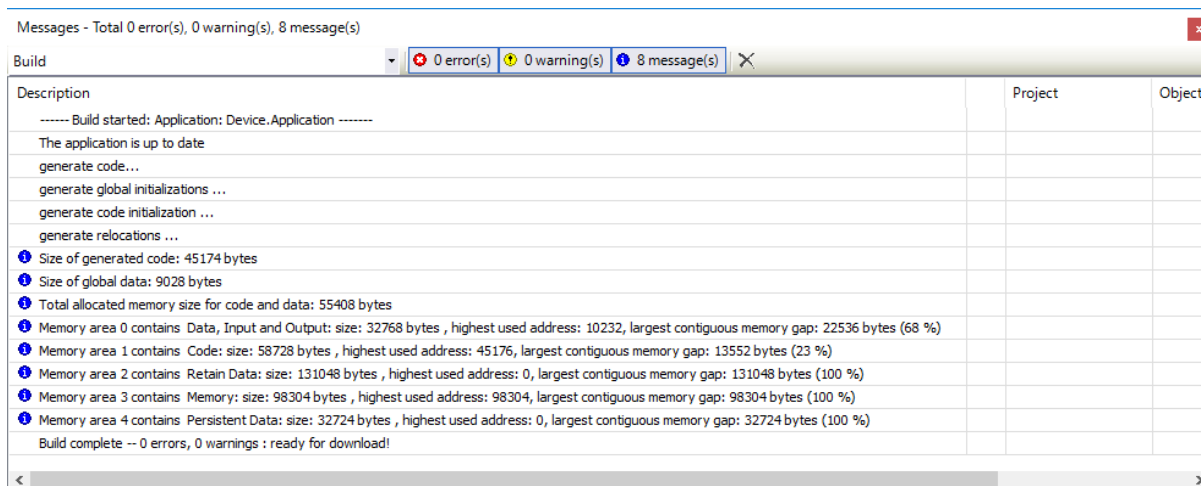 Messages - Total 0 error(s), 0 warning(s), 8 message(s)
Build 0 error(s) 0 warning(s) 8 message(s)
Description Project Object
------ Build started: Application: Device.Application -------
The application is up to date
generate code...
generate global initializations ...
generate code initialization ...
generate relocations ...
Size of generated code: 45174 bytes
Size of global data: 9028 bytes
Total allocated memory size for code and data: 55408 bytes
Memory area 0 contains  Data, Input and Output: size: 32768 bytes , highest used address: 10232, largest contiguous memory gap: 22536 bytes (68 %)
Memory area 1 contains  Code: size: 58728 bytes , highest used address: 45176, largest contiguous memory gap: 13552 bytes (23 %)
Memory area 2 contains  Retain Data: size: 131048 bytes , highest used address: 0, largest contiguous memory gap: 131048 bytes (100 %)
Memory area 3 contains  Memory: size: 98304 bytes , highest used address: 98304, largest contiguous memory gap: 98304 bytes (100 %)
Memory area 4 contains  Persistent Data: size: 32724 bytes , highest used address: 0, largest contiguous memory gap: 32724 bytes (100 %)
Build complete -- 0 errors, 0 warnings : ready for download!